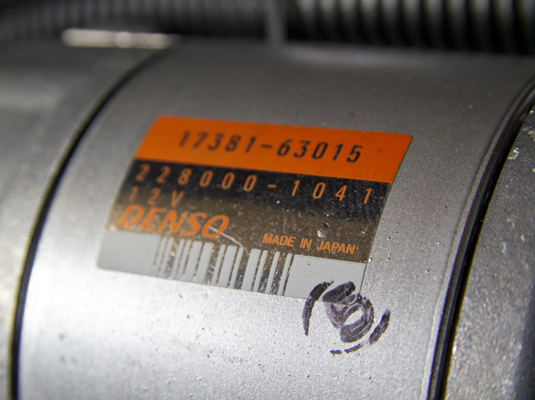 17381-63015
228000-1041
12V
DENSO
MADE IN JAPAN